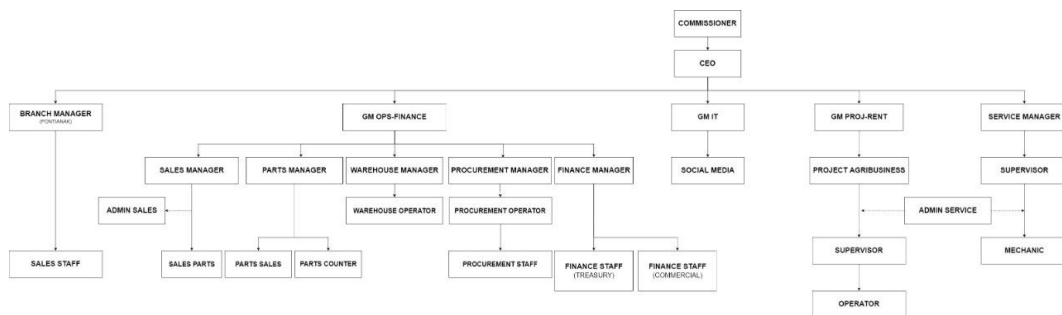 COMMISSIONER
CEO
BRANCH MANAGER
(PONTIANAK)
GM OPS-FINANCE
GM IT
GM PROJ-RENT
SERVICE MANAGER
SALES MANAGER
PARTS MANAGER
WAREHOUSE MANAGER
PROCUREMENT MANAGER
FINANCE MANAGER
SOCIAL MEDIA
PROJECT AGRIBUSINESS
SUPERVISOR
ADMIN SALES
WAREHOUSE OPERATOR
PROCUREMENT OPERATOR
ADMIN SERVICE
SALES STAFF
SALES PARTS
PARTS SALES
PARTS COUNTER
PROCUREMENT STAFF
FINANCE STAFF
(TREASURY)
FINANCE STAFF
(COMMERCIAL)
SUPERVISOR
MECHANIC
OPERATOR